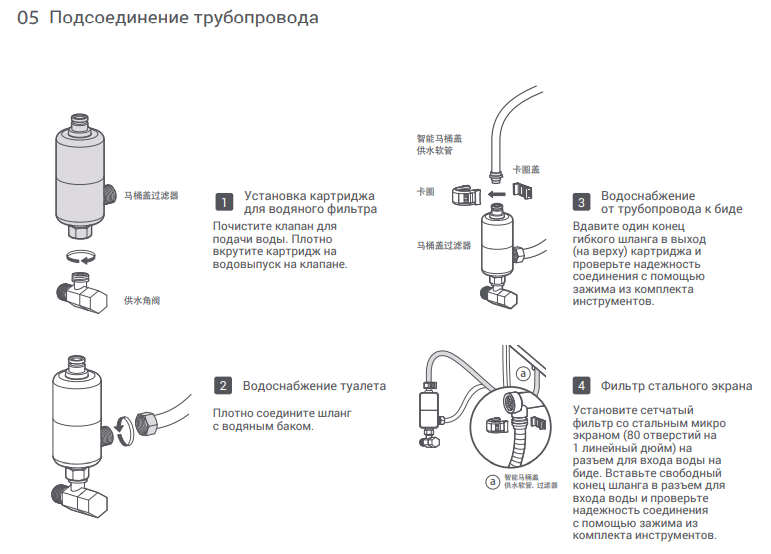 05 Подсоединение трубопровода
马桶盖过滤器
供水角阀
1 Установка картриджа
для водяного фильтра
Почистите клапан для
подачи воды. Плотно
вкрутите картридж на
водовыпуск на клапане.
2 Водоснабжение туалета
Плотно соедините шланг
с водяным баком.
智能马桶盖
供水软管
卡圈盖
卡圈
马桶盖过滤器
3 Водоснабжение
от трубопровода к биде
Вдавите один конец
гибкого шланга в выход
(на верху) картриджа и
проверьте надежность
соединения с помощью
зажима из комплекта
инструментов.
a
a 智能马桶盖
供水软管、过滤器
4 Фильтр стального экрана
Установите сетчатый
фильтр со стальным микро
экраном (80 отверстий на
1 линейный дюйм) на
разъем для входа воды на
биде. Вставьте свободный
конец шланга в разъем для
входа воды и проверьте
надежность соединения
с помощью зажима из
комплекта инструментов.